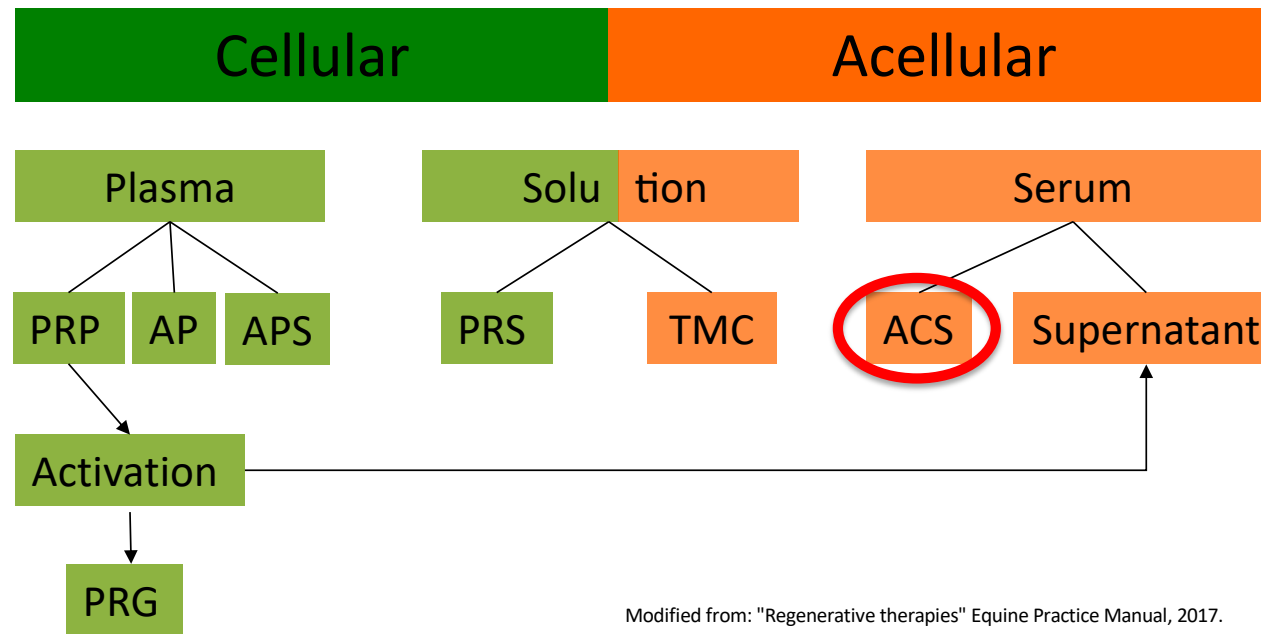 Cellular
Acellular
Plasma
Solu tion
Serum
PRP
AP
APS
PRS
TMC
ACS
Supernatant
Activation
PRG
Modified from: "Regenerative therapies" Equine Practice Manual, 2017.